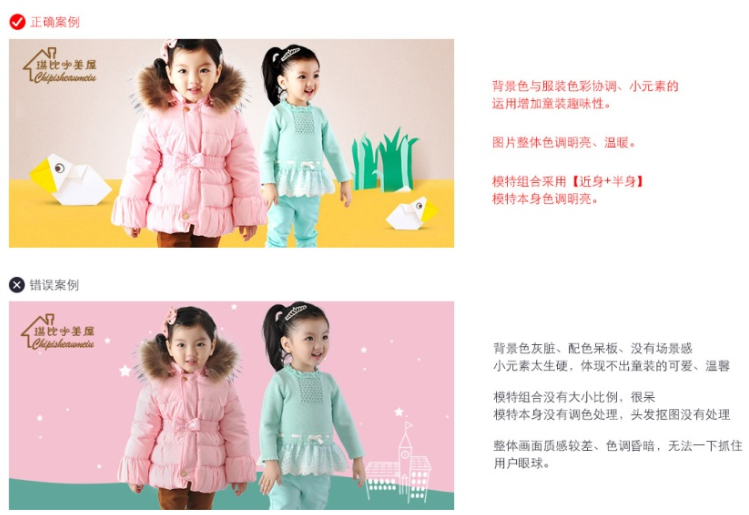 正确案例
琪比小美屋
Chipisheaumeiu
背景色与服装色彩协调、小元素的
运用增加童装趣味性。
图片整体色调明亮、温暖。
模特组合采用【近身+半身】
模特本身色调明亮。
错误案例
琪比小美屋
Chipisheaumeiu
背景色灰脏、配色呆板、没有场景感
小元素太生硬，体现不出童装的可爱、温馨
模特组合没有大小比例，很呆
模特本身没有调色处理，头发抠图没有处理
整体画面质感较差、色调昏暗，无法一下抓住
用户眼球。